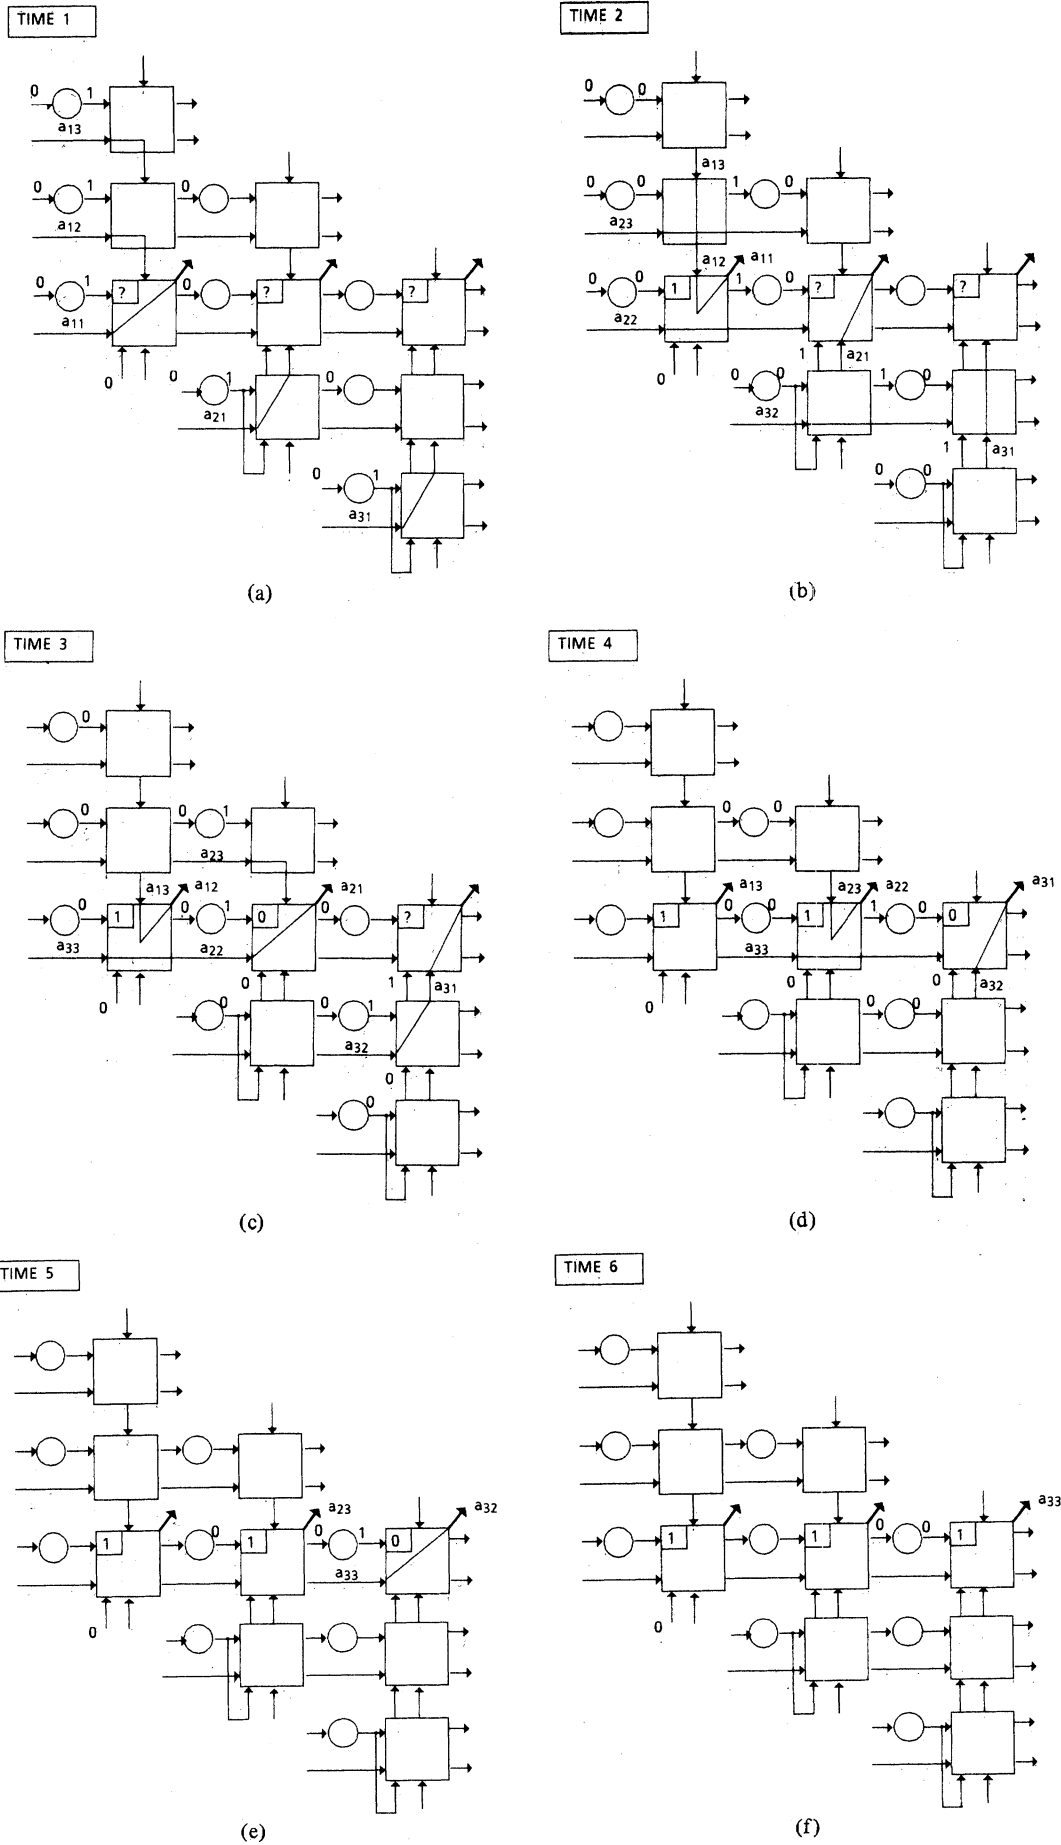 TIME 1
0 1
a13
0 1 0
a12
0 1 ? 0 ? ?
a11
0 0 1 0
a21
0 1
a31
(a)
TIME 2
0 0
a13
0 0 1 0
a23
a12 a11
0 0 1 1 0 ? ?
a22
1 a21
0 0 0 1 0
a32
1 a31
0 0
(b)
TIME 3
0
0 0 1
a23
a13 a12 a21
0 1 0 1 0 0 ?
a33 a22
0 0 1 a31
0 0 1
a32
0
0
(c)
TIME 4
0 0
a13 a23 a22 a31
1 0 0 1 1 0 0
a33
0 0 0 a32
0 0
(d)
TIME 5
a23 a32
1 0 1 0 1 0
a33
0
(e)
TIME 6
a33
1 1 0 0 1
0
(f)